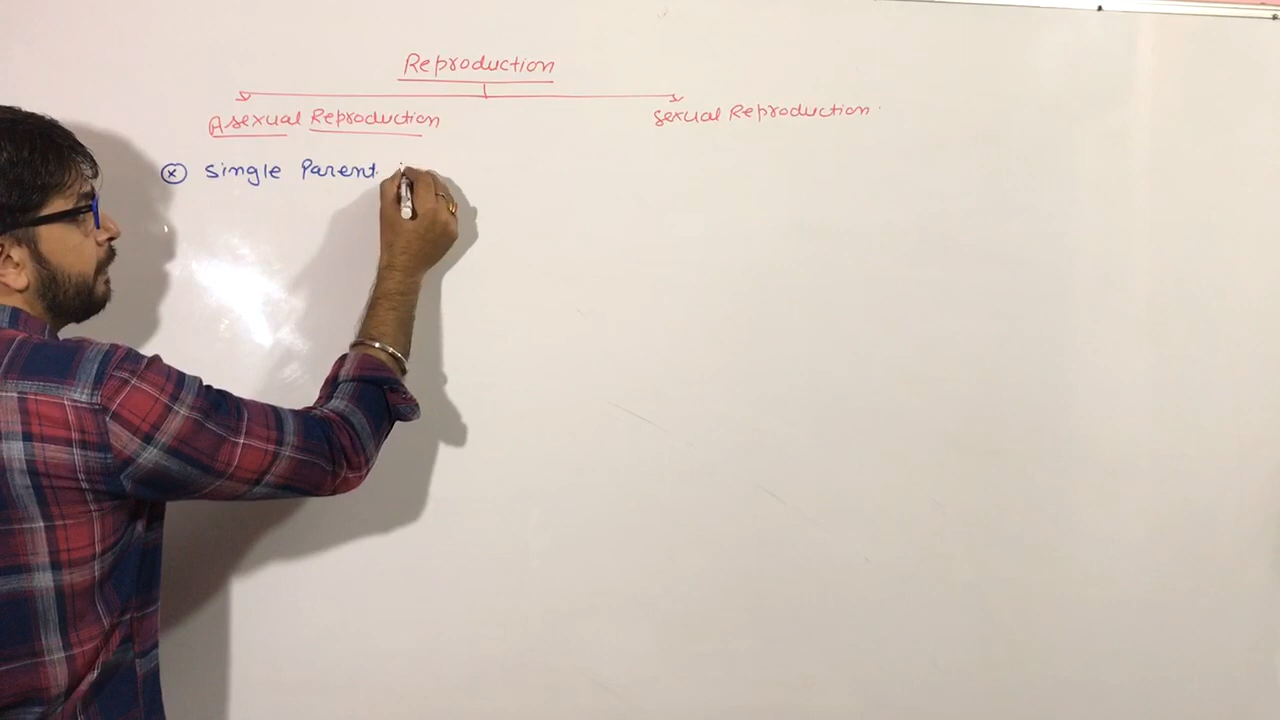 Reproduction
Asexual Reproduction
Sexual Reproduction
Single Parent